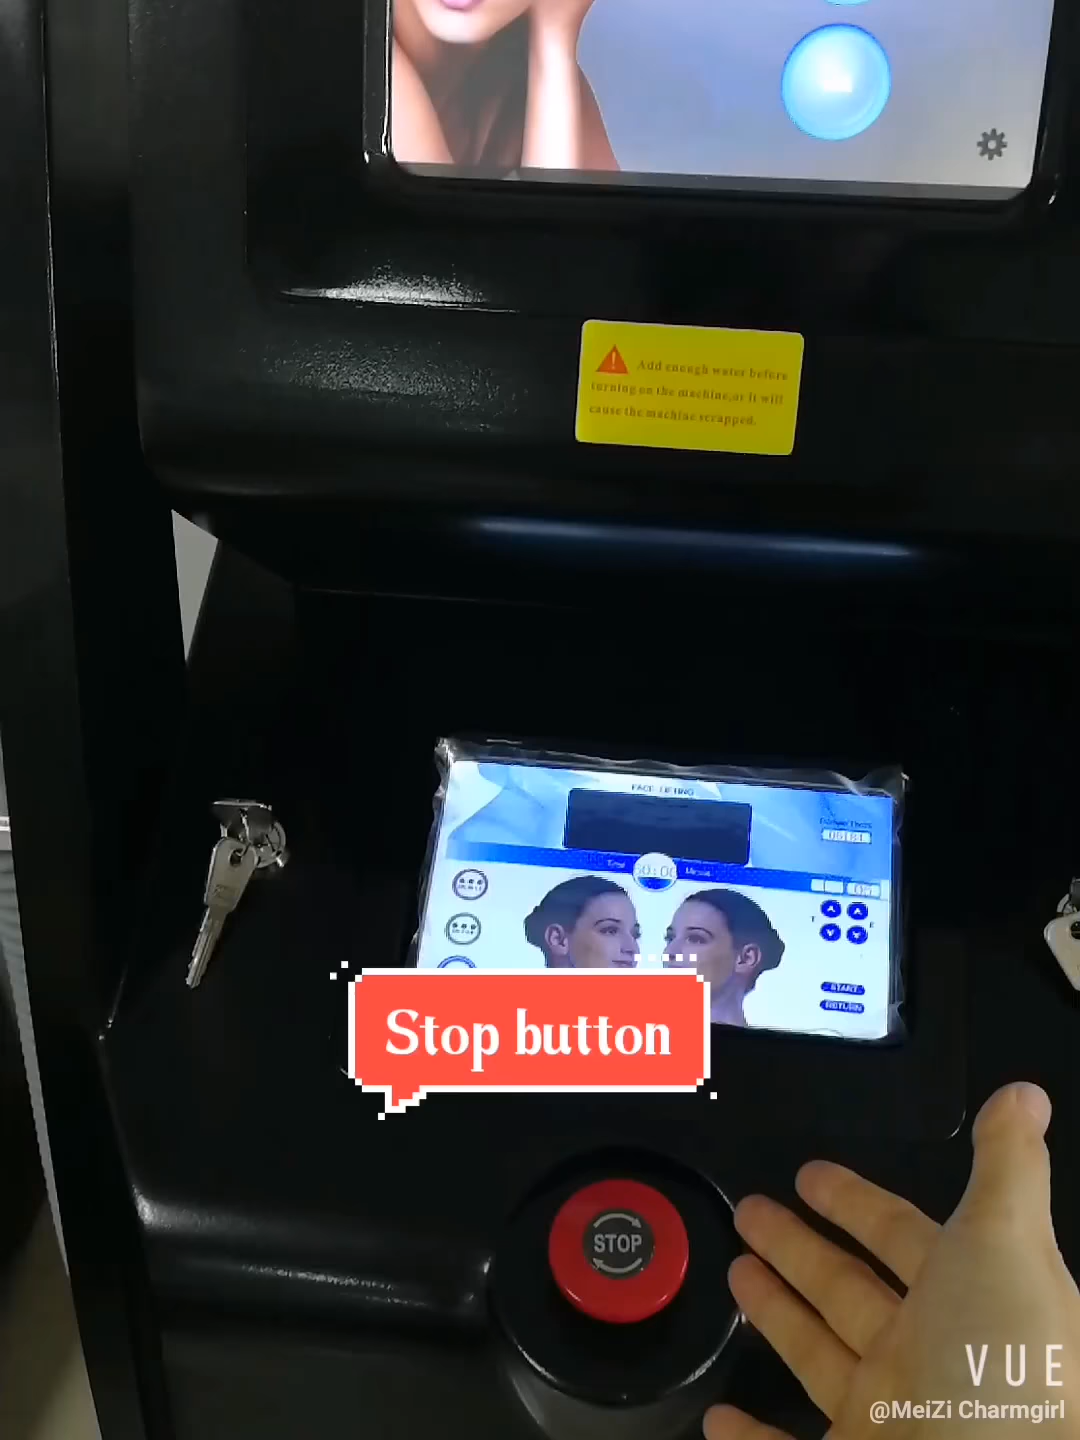 Add enough water before
turning on the machine,or it will
cause the machine scrapped.
FACE LIFTING
START
RETURN
Stop button
STOP
VUE
@MeiZi Charmgirl